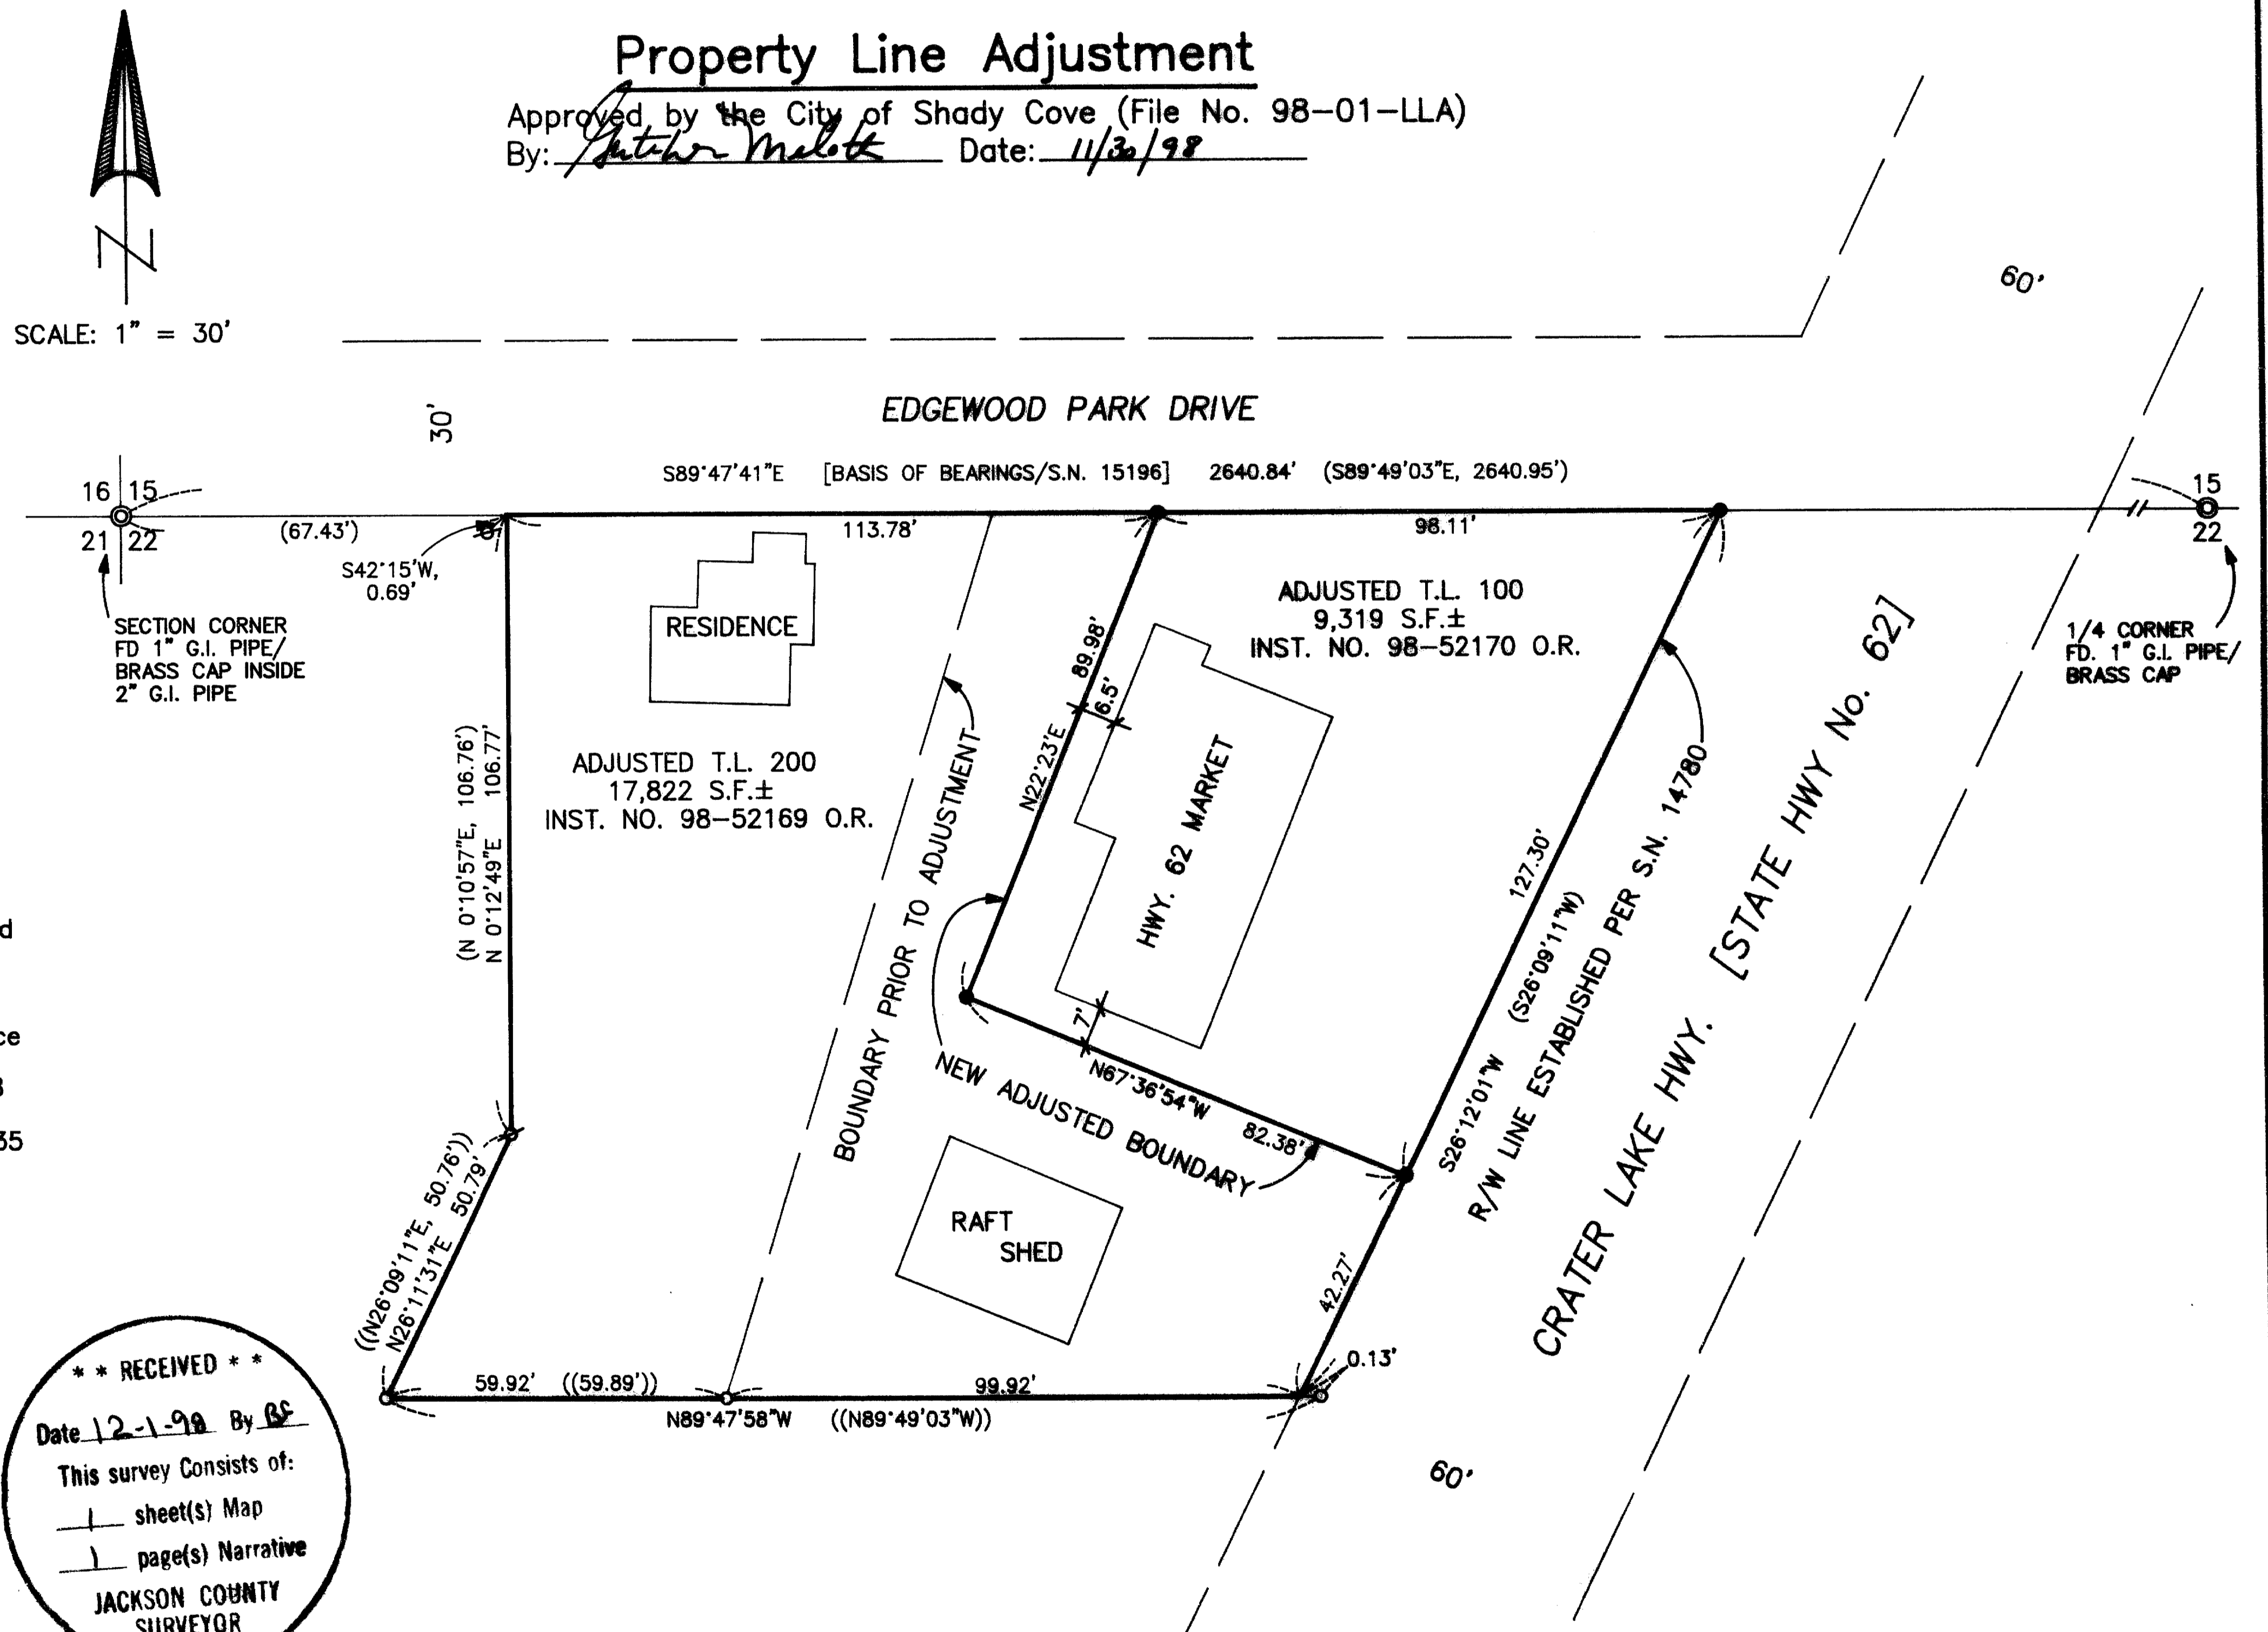 Property Line Adjustment
Approved by the City of Shady Cove (File No. 98-01-LLA)
By: Date: 11/30/98
N
SCALE: 1" = 30'
60'
30'
EDGEWOOD PARK DRIVE
S89°47'41"E [BASIS OF BEARINGS/S.N. 15196] 2640.84' (S89°49'03"E, 2640.95')
16 15
21 22
(67.43')
113.78'
98.11'
15
22
S42°15'W,
0.69'
SECTION CORNER
FD 1" G.I. PIPE/
BRASS CAP INSIDE
2" G.I. PIPE
1/4 CORNER
FD. 1" G.I. PIPE/
BRASS CAP
RESIDENCE
ADJUSTED T.L. 100
9,319 S.F.±
INST. NO. 98-52170 O.R.
ADJUSTED T.L. 200
17,822 S.F.±
INST. NO. 98-52169 O.R.
(N 0°10'57"E, 106.76')
N 0°12'49"E 106.77'
BOUNDARY PRIOR TO ADJUSTMENT
N22°23'E 89.98'
6.5'
HWY. 62 MARKET
7'
127.30'
S26°12'01"W (S26°09'11"W)
R/W LINE ESTABLISHED PER S.N. 14780
CRATER LAKE HWY. [STATE HWY No. 62]
N67°36'54"W 82.38'
NEW ADJUSTED BOUNDARY
RAFT
SHED
42.27'
0.13'
((N26°09'11"E, 50.76'))
N26°11'31"E 50.79'
59.92' ((59.89'))
99.92'
N89°47'58"W ((N89°49'03"W))
60'
d
ce
35
* * RECEIVED * *
Date 12-1-98 By BF
This survey Consists of:
1 sheet(s) Map
1 page(s) Narrative
JACKSON COUNTY
SURVEYOR